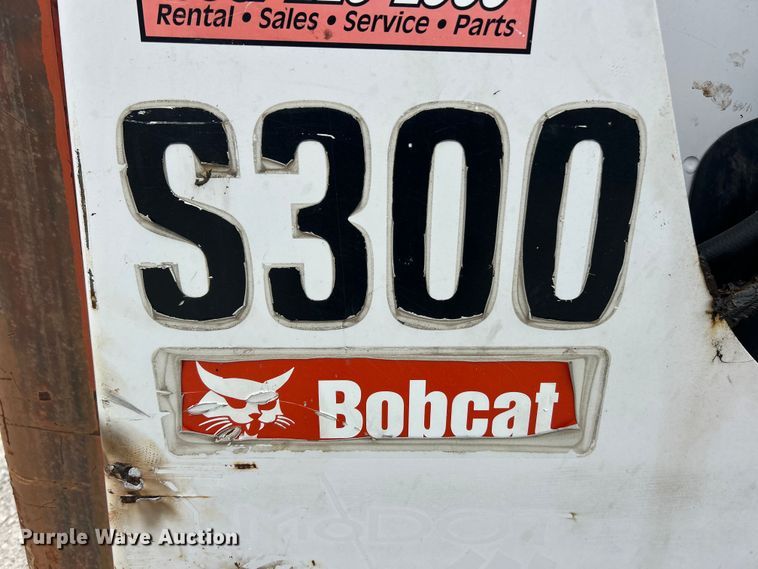 Rental • Sales • Service • Parts
S300
Bobcat
Purple Wave Auction